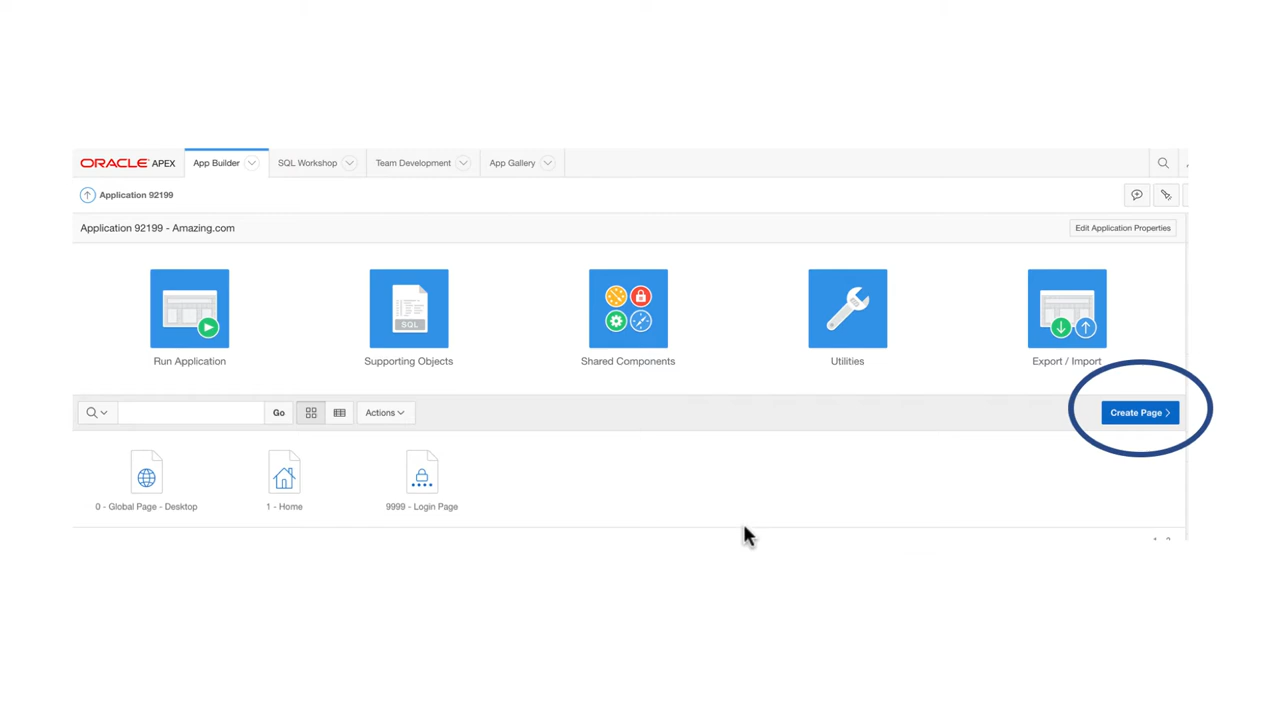 ORACLE APEX App Builder SQL Workshop Team Development App Gallery
Application 92199
Application 92199 - Amazing.com Edit Application Properties
SQL
Run Application Supporting Objects Shared Components Utilities Export / Import
Go Actions Create Page
0 - Global Page - Desktop 1 - Home 9999 - Login Page